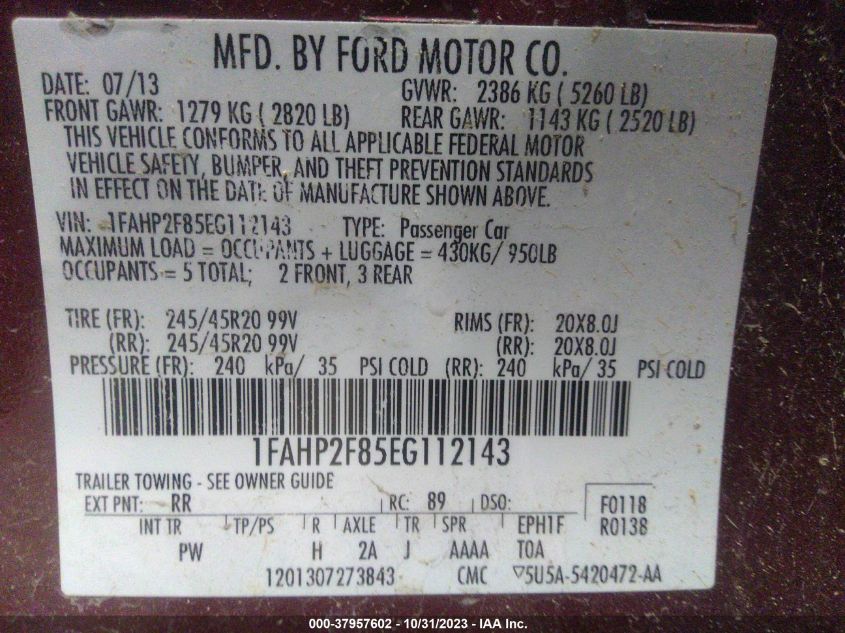 MFD. BY FORD MOTOR CO.
DATE: 07/13 GVWR: 2386 KG ( 5260 LB)
FRONT GAWR: 1279 KG ( 2820 LB) REAR GAWR: 1143 KG ( 2520 LB)
THIS VEHICLE CONFORMS TO ALL APPLICABLE FEDERAL MOTOR
VEHICLE SAFETY, BUMPER, AND THEFT PREVENTION STANDARDS
IN EFFECT ON THE DATE OF MANUFACTURE SHOWN ABOVE.
VIN: 1FAHP2F85EG112143 TYPE: Passenger Car
MAXIMUM LOAD = OCCUPANTS + LUGGAGE = 430KG/ 950LB
OCCUPANTS = 5 TOTAL; 2 FRONT, 3 REAR
TIRE (FR): 245/45R20 99V RIMS (FR): 20X8.0J
(RR): 245/45R20 99V (RR): 20X8.0J
PRESSURE (FR): 240 kPa/ 35 PSI COLD (RR): 240 kPa/ 35 PSI COLD
1FAHP2F85EG112143
TRAILER TOWING - SEE OWNER GUIDE
EXT PNT: RR RC: 89 DSO: F0118
INT TR TP/PS R AXLE TR SPR EPH1F R0138
PW H 2A J AAAA T0A
1201307273843 CMC ▽5U5A-5420472-AA
000-37957602 - 10/31/2023 - IAA Inc.